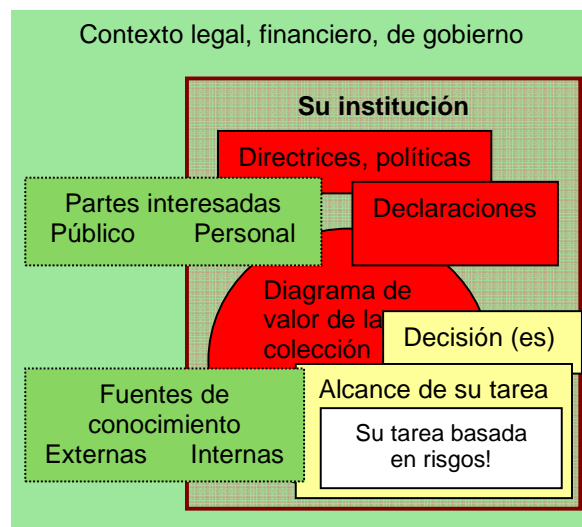 Contexto legal, financiero, de gobierno
Su institución
Directrices, políticas
Partes interesadas
Público Personal
Declaraciones
Diagrama de
valor de la
colección
Decisión (es)
Fuentes de
conocimiento
Externas Internas
Alcance de su tarea
Su tarea basada
en risgos!